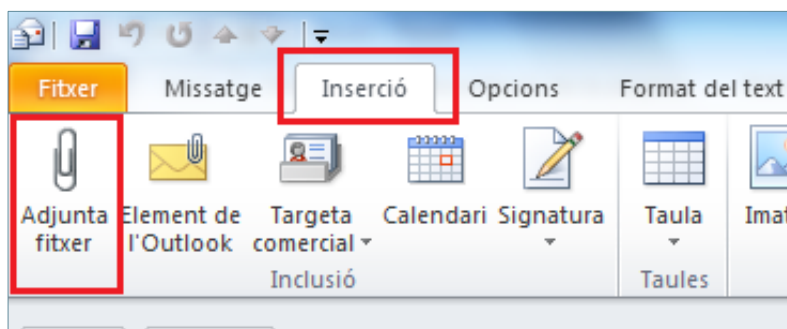 Fitxer Missatge Inserció Opcions Format del text
Adjunta fitxer
Element de l'Outlook
Targeta comercial
Calendari
Signatura
Taula
Inclusió
Taules